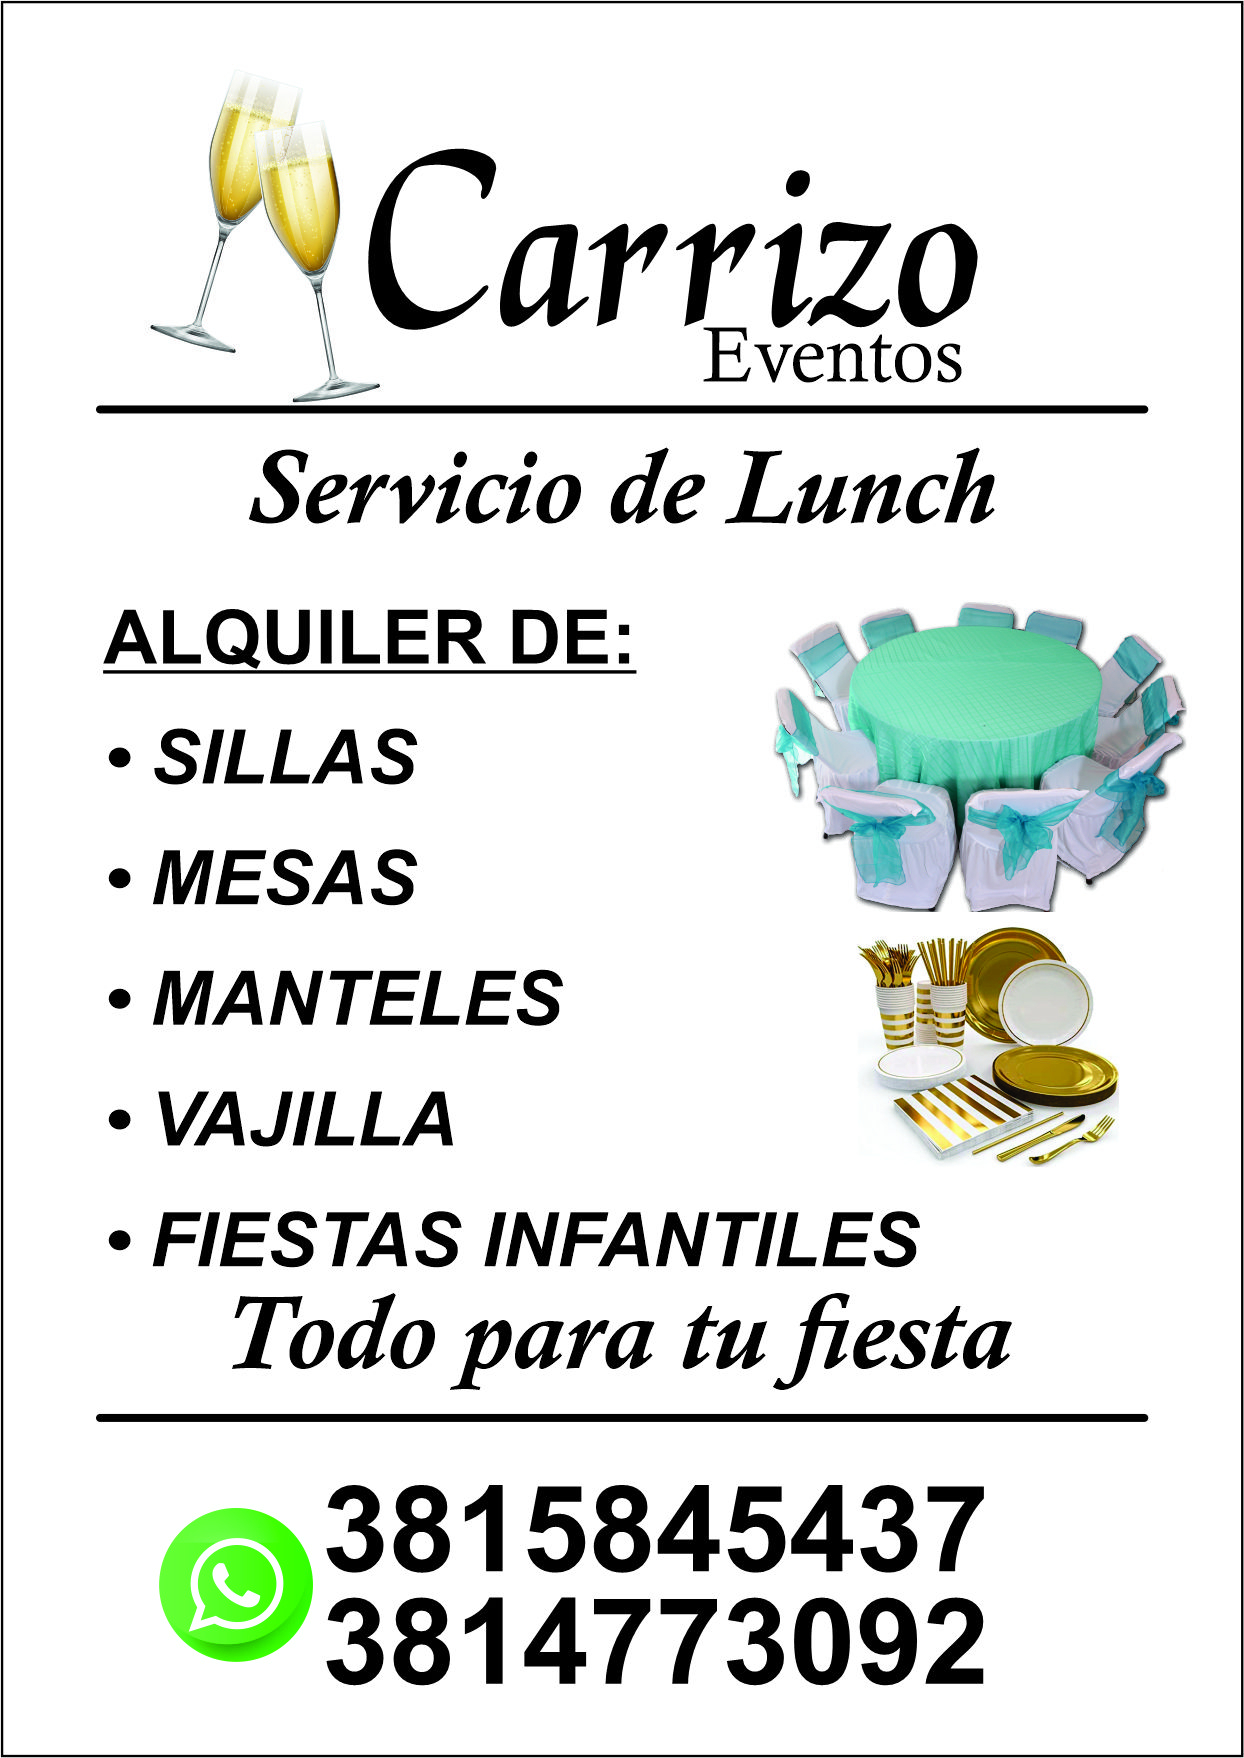 Carrizo
Eventos
Servicio de Lunch
ALQUILER DE:
• SILLAS
• MESAS
• MANTELES
• VAJILLA
• FIESTAS INFANTILES
Todo para tu fiesta
3815845437
3814773092